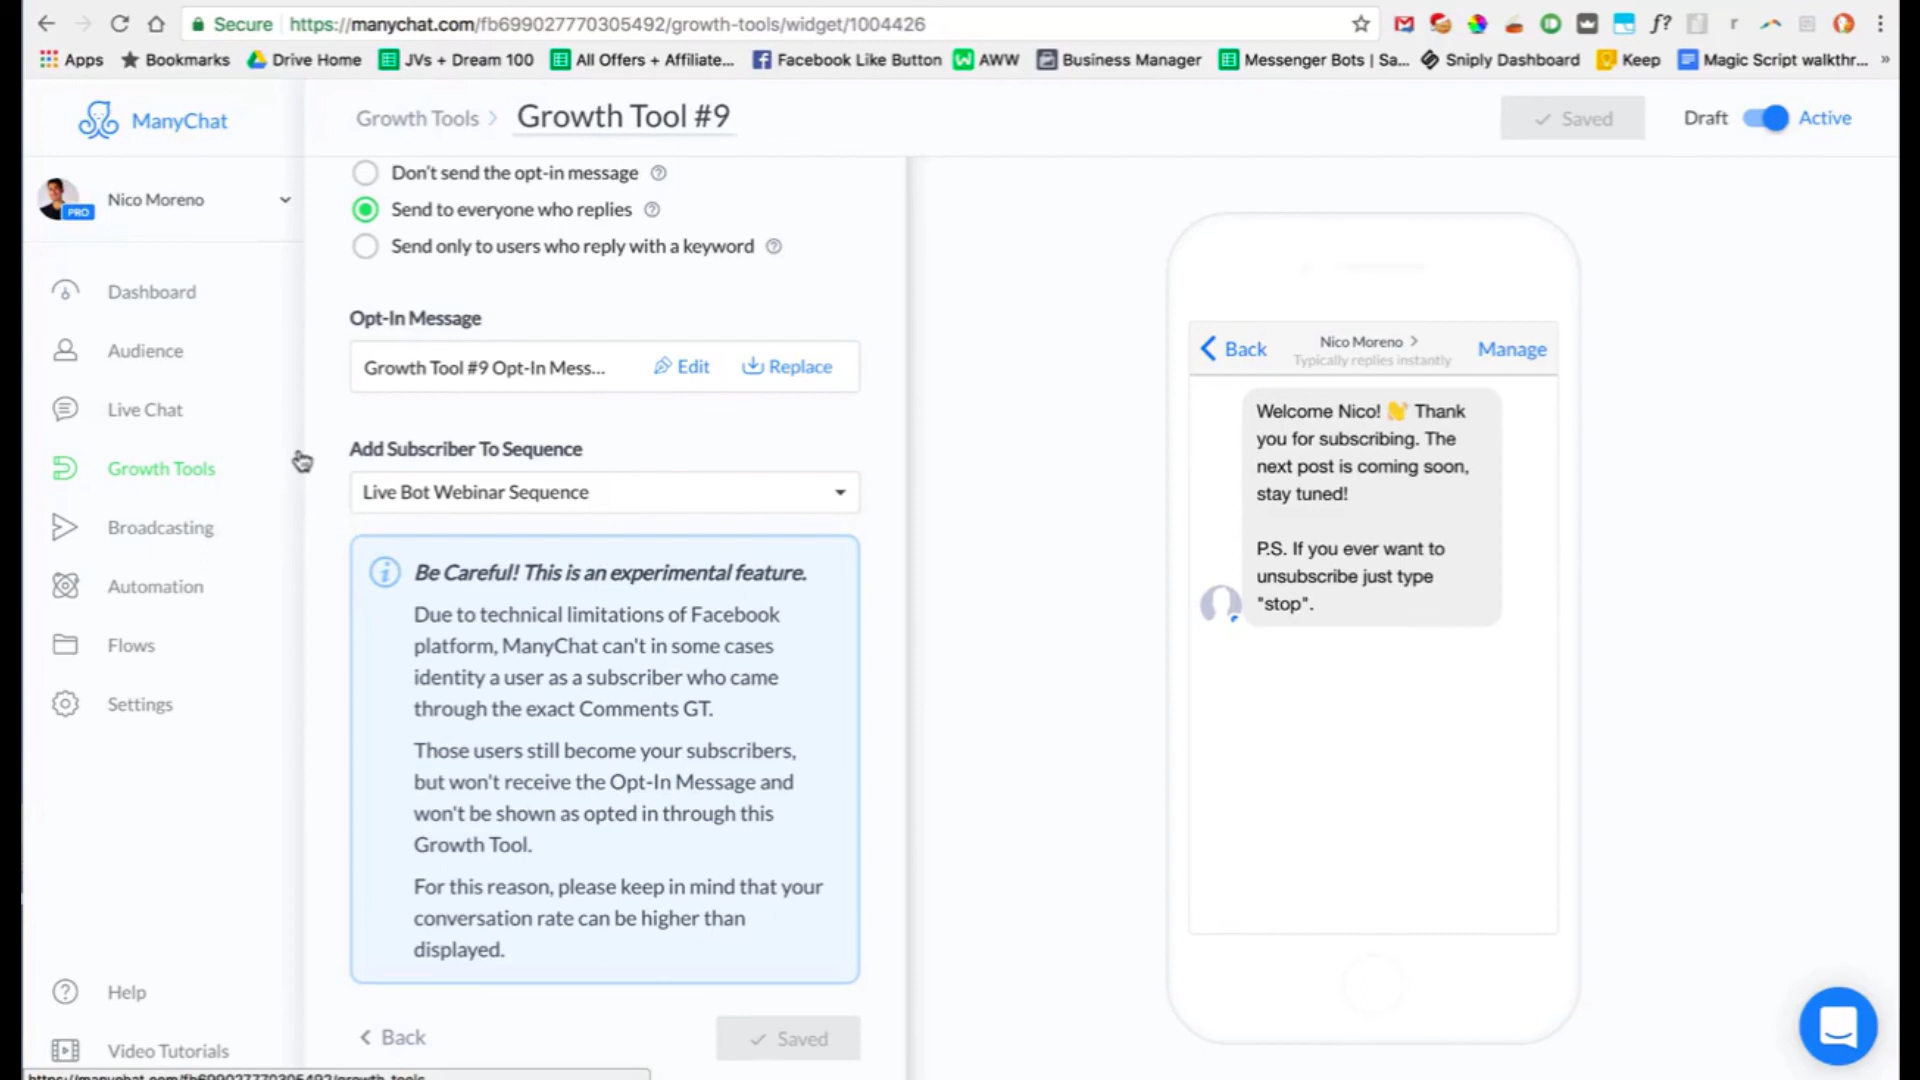 Secure https://manychat.com/fb699027770305492/growth-tools/widget/1004426
Apps Bookmarks Drive Home JVs + Dream 100 All Offers + Affiliate... Facebook Like Button AWW Business Manager Messenger Bots | Sa... Sniply Dashboard Keep Magic Script walkthr... »
ManyChat
Growth Tools > Growth Tool #9
Saved
Draft Active
Nico Moreno
PRO
Dashboard
Audience
Live Chat
Growth Tools
Broadcasting
Automation
Flows
Settings
Help
Video Tutorials
Don't send the opt-in message
Send to everyone who replies
Send only to users who reply with a keyword
Opt-In Message
Growth Tool #9 Opt-In Mess... Edit Replace
Add Subscriber To Sequence
Live Bot Webinar Sequence
Be Careful! This is an experimental feature.
Due to technical limitations of Facebook
platform, ManyChat can't in some cases
identity a user as a subscriber who came
through the exact Comments GT.
Those users still become your subscribers,
but won't receive the Opt-In Message and
won't be shown as opted in through this
Growth Tool.
For this reason, please keep in mind that your
conversation rate can be higher than
displayed.
Back
Saved
Back Nico Moreno > Manage
Typically replies instantly
Welcome Nico! 👋 Thank
you for subscribing. The
next post is coming soon,
stay tuned!
P.S. If you ever want to
unsubscribe just type
"stop".
https://manychat.com/fb699027770305492/growth-tools